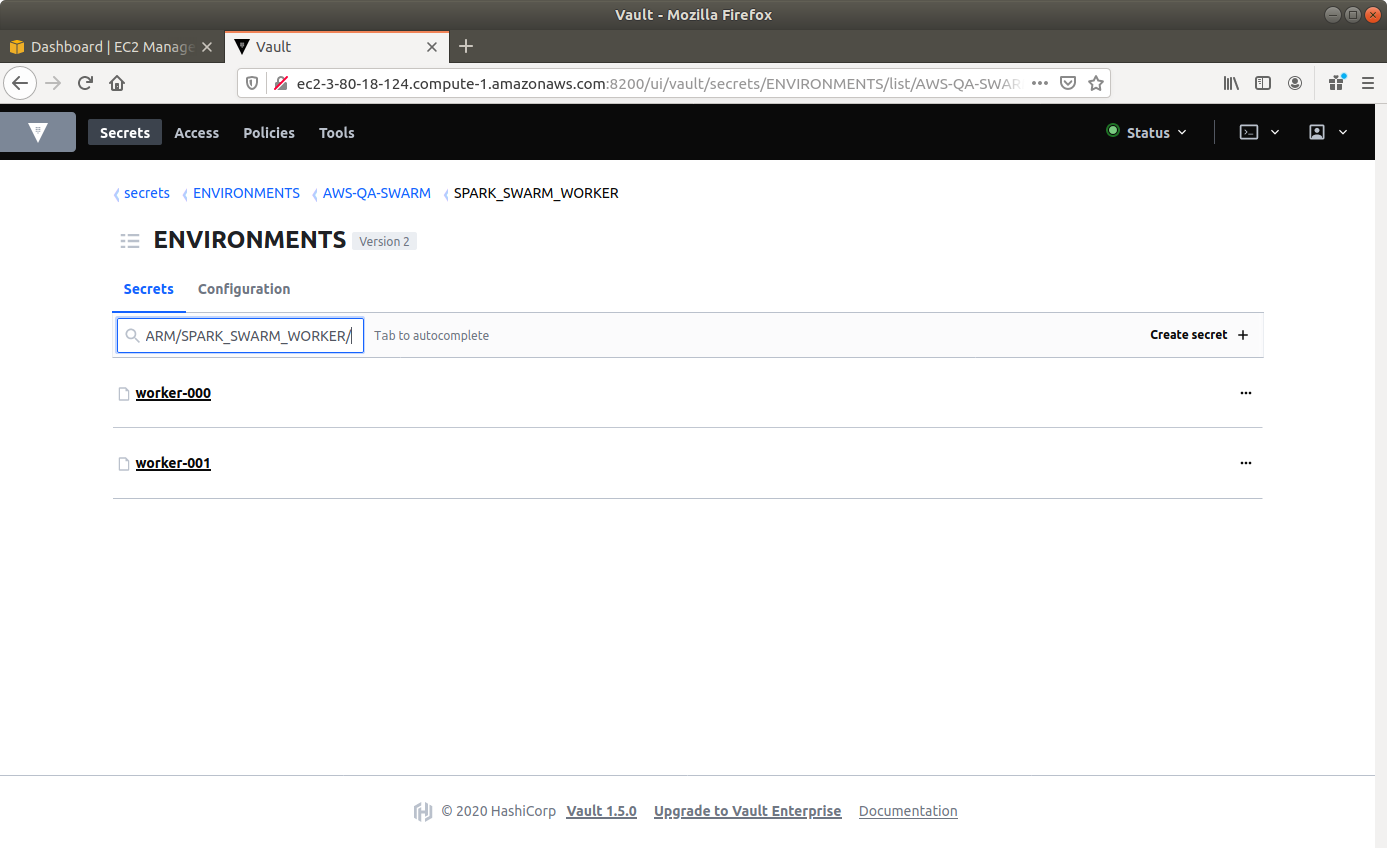 Vault - Mozilla Firefox
Dashboard | EC2 Manage
Vault
ec2-3-80-18-124.compute-1.amazonaws.com:8200/ui/vault/secrets/ENVIRONMENTS/list/AWS-QA-SWAR
Secrets Access Policies Tools Status
secrets ENVIRONMENTS AWS-QA-SWARM SPARK_SWARM_WORKER
ENVIRONMENTS Version 2
Secrets Configuration
ARM/SPARK_SWARM_WORKER/ Tab to autocomplete Create secret +
worker-000
worker-001
© 2020 HashiCorp Vault 1.5.0 Upgrade to Vault Enterprise Documentation